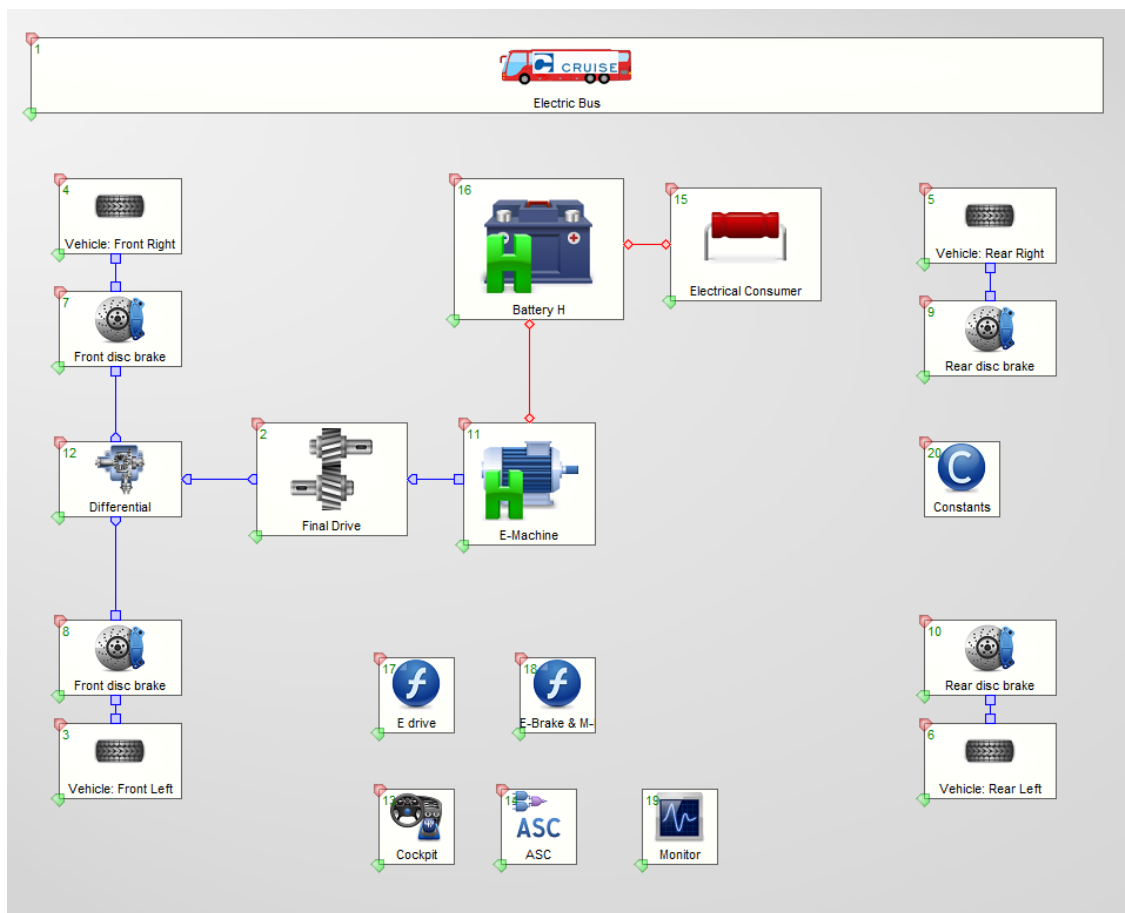 1
CRUISE
Electric Bus
4
Vehicle: Front Right
16
Battery H
15
Electrical Consumer
5
Vehicle: Rear Right
7
Front disc brake
9
Rear disc brake
12
Differential
2
Final Drive
11
E-Machine
20
C
Constants
8
Front disc brake
17
E drive
18
E-Brake & M-
10
Rear disc brake
3
Vehicle: Front Left
6
Vehicle: Rear Left
13
Cockpit
14
ASC
ASC
19
Monitor